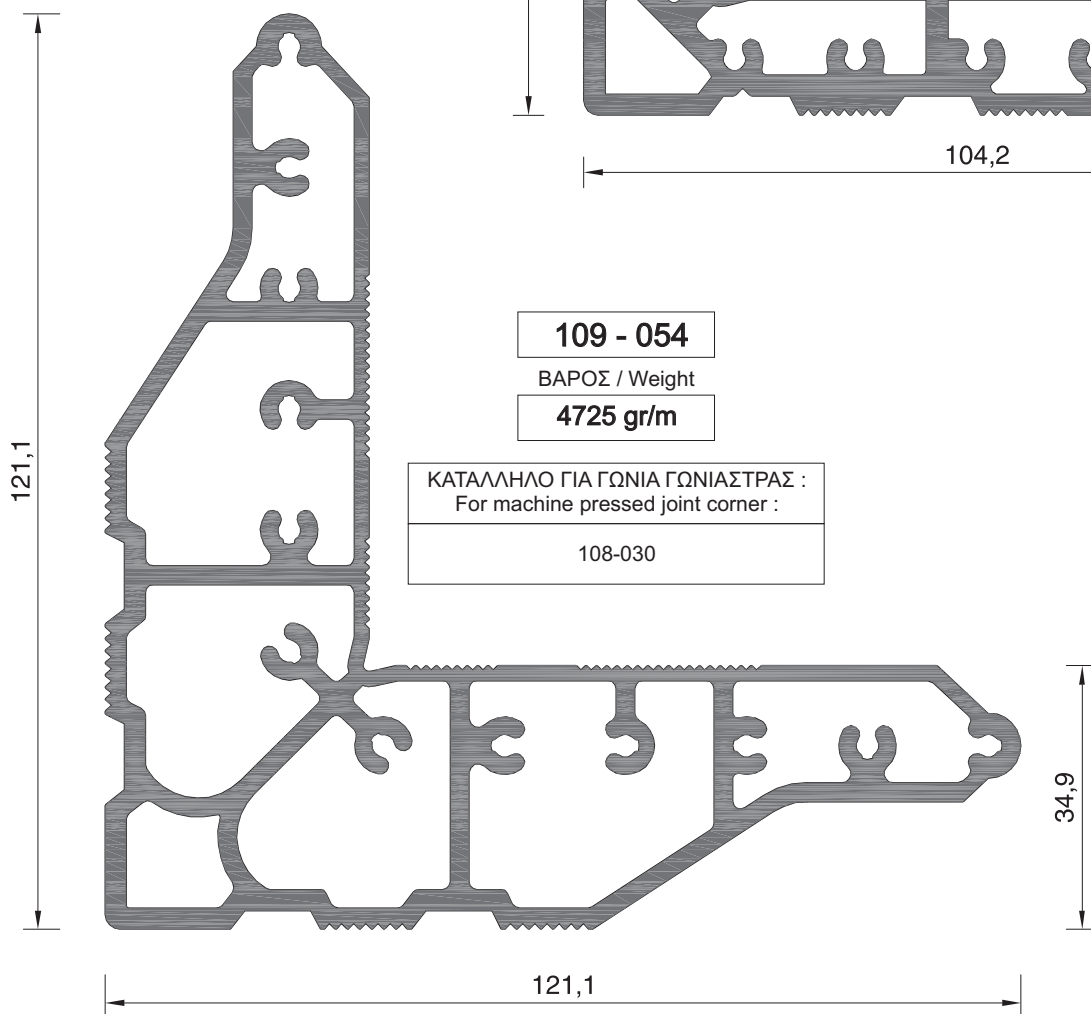 104,2
109 - 054
ΒΑΡΟΣ / Weight
4725 gr/m
ΚΑΤΑΛΛΗΛΟ ΓΙΑ ΓΩΝΙΑ ΓΩΝΙΑΣΤΡΑΣ :
For machine pressed joint corner :
108-030
121,1
34,9
121,1